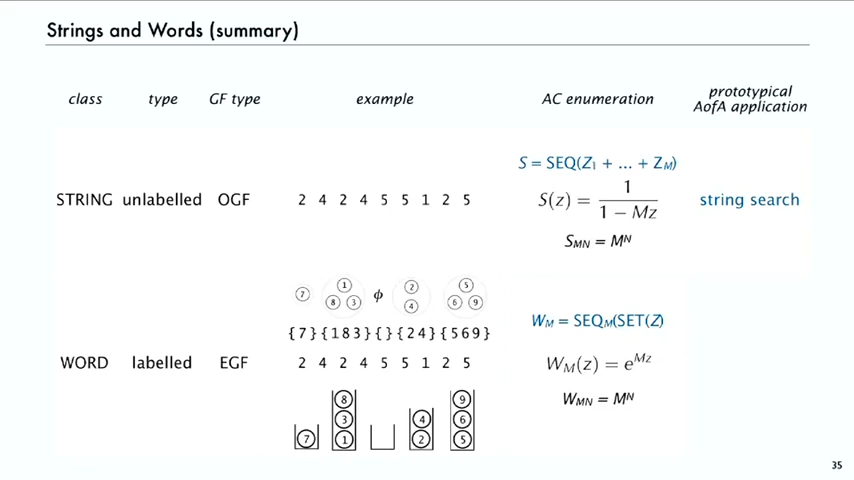 Strings and Words (summary)
class type GF type example AC enumeration prototypical AofA application
S = SEQ(Z1 + ... + ZM)
STRING unlabelled OGF 2 4 2 4 5 5 1 2 5 S(z) = 1 / (1 − Mz) string search
SMN = MN
7 1 8 3 ϕ 2 4 5 6 9
{7}{183}{}{24}{569}
WM = SEQM(SET(Z)
WORD labelled EGF 2 4 2 4 5 5 1 2 5 WM(z) = eMz
WMN = MN
7 8 3 1 4 2 9 6 5
35